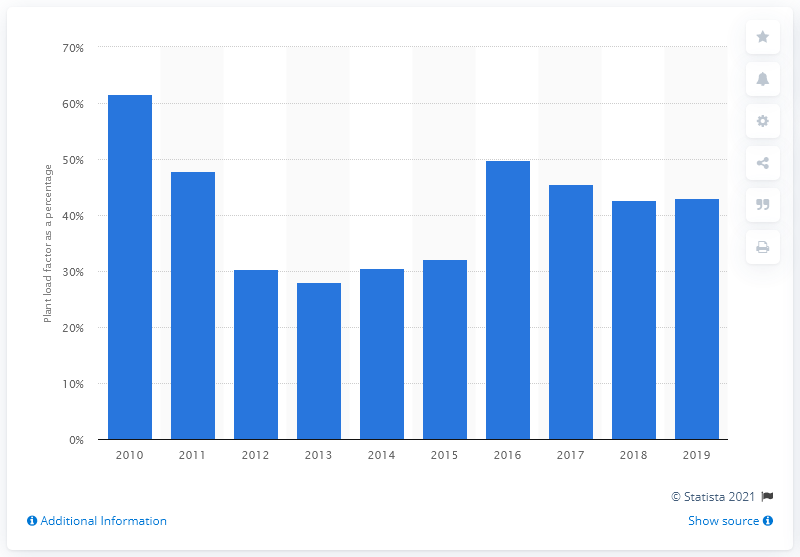 70%
60%
50%
40%
30%
20%
10%
0%
Plant load factor as a percentage
2010 2011 2012 2013 2014 2015 2016 2017 2018 2019
© Statista 2021
Additional Information Show source